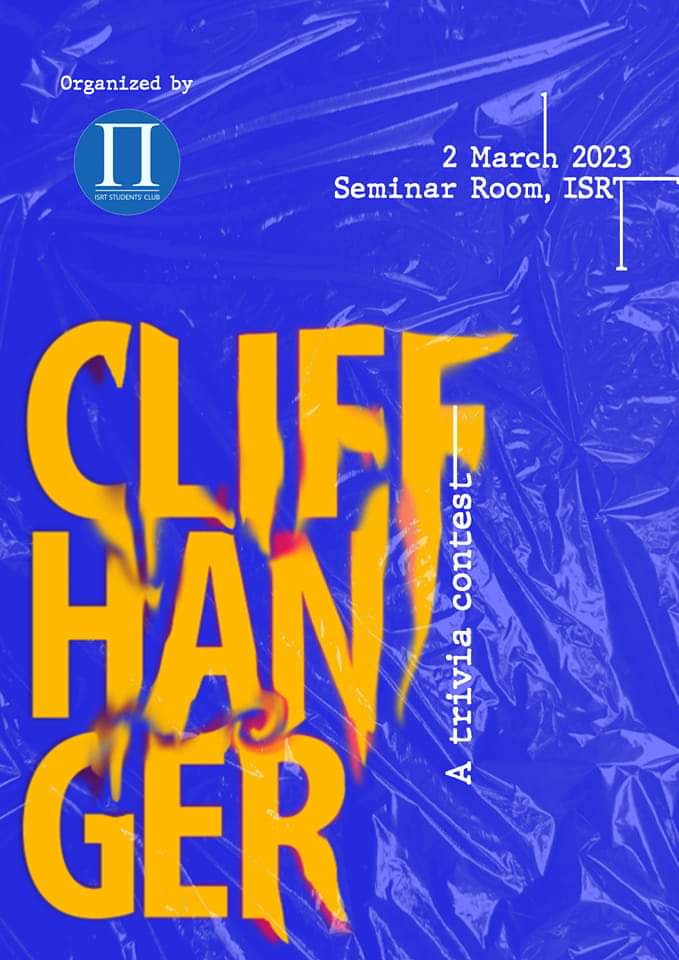 Organized by
ISRT STUDENTS' CLUB
2 March 2023
Seminar Room, ISRT
CLIFF
HAN
GER
A trivia contest